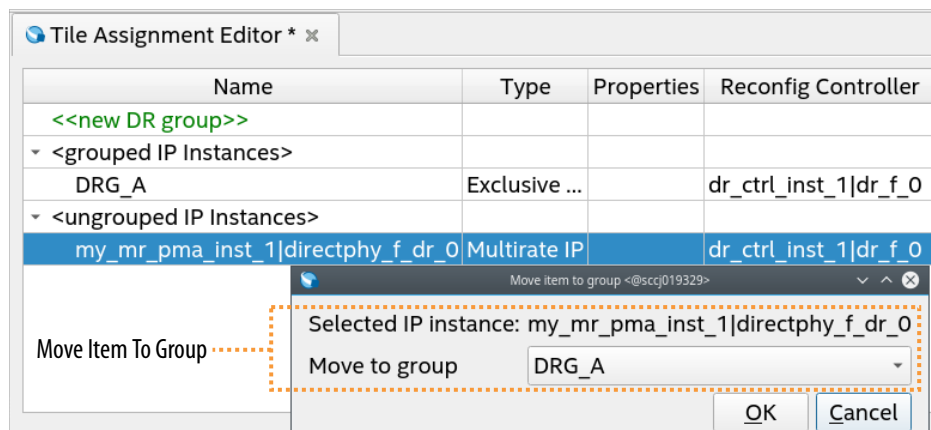 Tile Assignment Editor *
Name Type Properties Reconfig Controller
<<new DR group>>
<grouped IP Instances>
DRG_A Exclusive ... dr_ctrl_inst_1|dr_f_0
<ungrouped IP Instances>
my_mr_pma_inst_1|directphy_f_dr_0 Multirate IP dr_ctrl_inst_1|dr_f_0
Move item to group <@sccj019329>
Selected IP instance: my_mr_pma_inst_1|directphy_f_dr_0
Move Item To Group
Move to group DRG_A
OK Cancel